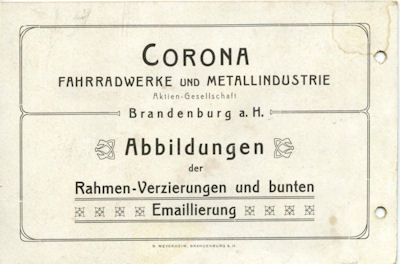 CORONA
FAHRRADWERKE UND METALLINDUSTRIE
Aktien-Gesellschaft
Brandenburg a. H.
Abbildungen
der
Rahmen-Verzierungen und bunten
Emaillierung